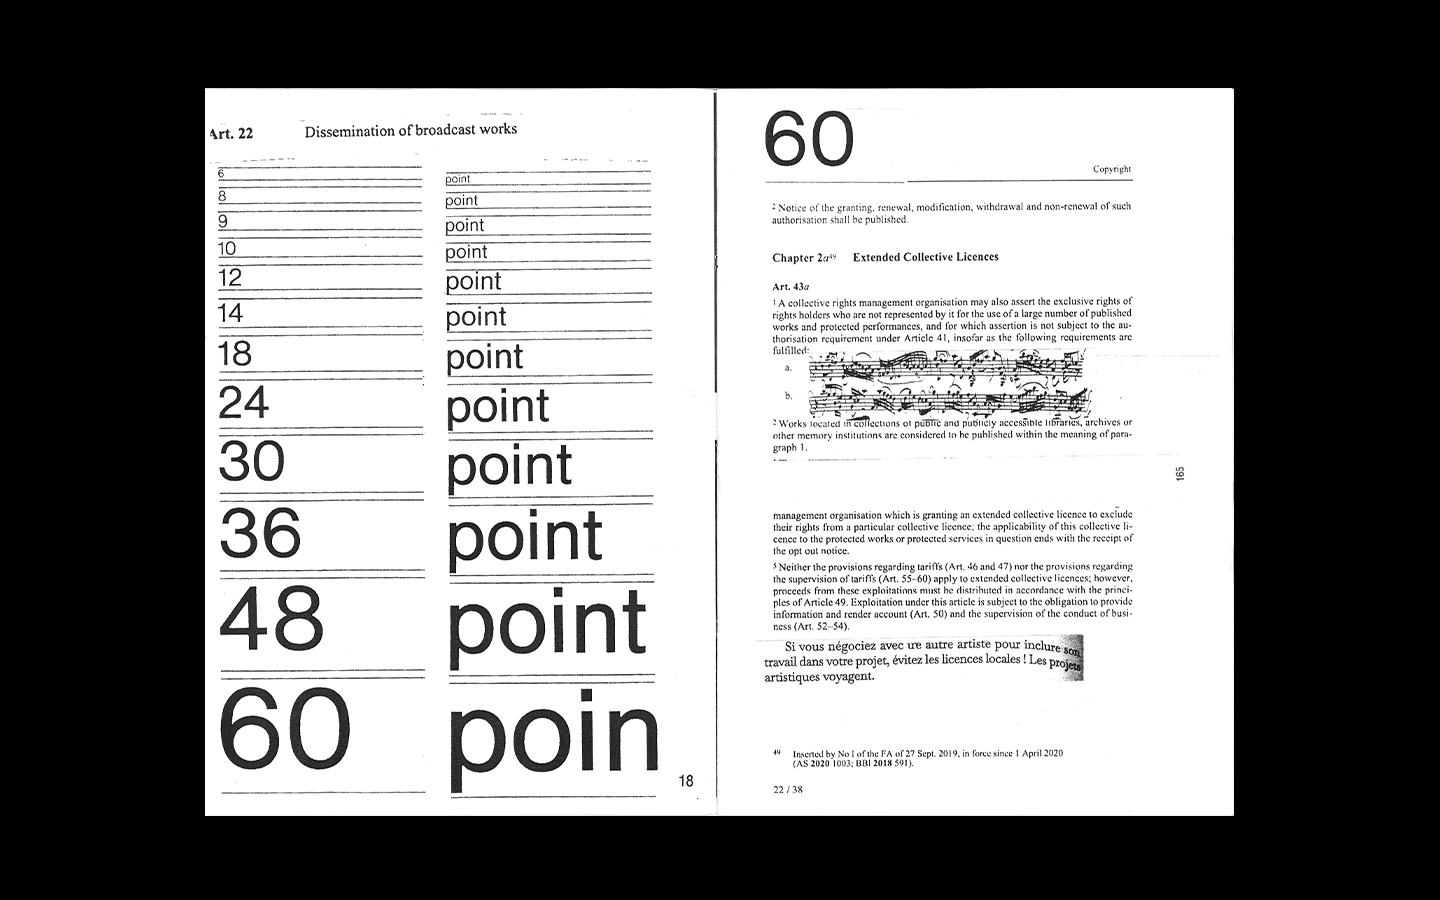 Art. 22 Dissemination of broadcast works
6 point
8 point
9 point
10 point
12 point
14 point
18 point
24 point
30 point
36 point
48 point
60 poin
18
60
Copyright
2 Notice of the granting, renewal, modification, withdrawal and non-renewal of such
authorisation shall be published.
Chapter 2a49 Extended Collective Licences
Art. 43a
1 A collective rights management organisation may also assert the exclusive rights of
rights holders who are not represented by it for the use of a large number of published
works and protected performances, and for which assertion is not subject to the au-
thorisation requirement under Article 41, insofar as the following requirements are
fulfilled:
a.
b.
2 Works located in collections of public and publicly accessible libraries, archives or
other memory institutions are considered to be published within the meaning of para-
graph 1.
165
management organisation which is granting an extended collective licence to exclude
their rights from a particular collective licence; the applicability of this collective li-
cence to the protected works or protected services in question ends with the receipt of
the opt out notice.
5 Neither the provisions regarding tariffs (Art. 46 and 47) nor the provisions regarding
the supervision of tariffs (Art. 55–60) apply to extended collective licences; however,
proceeds from these exploitations must be distributed in accordance with the princi-
ples of Article 49. Exploitation under this article is subject to the obligation to provide
information and render account (Art. 50) and the supervision of the conduct of busi-
ness (Art. 52–54).
Si vous négociez avec un autre artiste pour inclure son
travail dans votre projet, évitez les licences locales ! Les projets
artistiques voyagent.
49 Inserted by No I of the FA of 27 Sept. 2019, in force since 1 April 2020
(AS 2020 1003; BBl 2018 591).
22 / 38